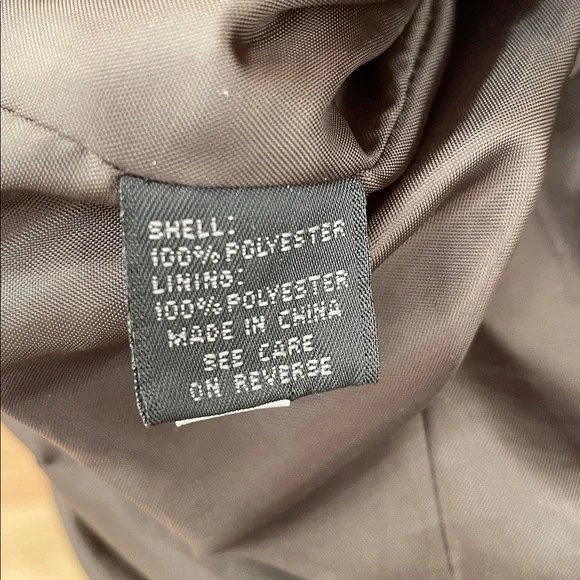 SHELL:
100% POLYESTER
LINING:
100% POLYESTER
MADE IN CHINA
SEE CARE
ON REVERSE